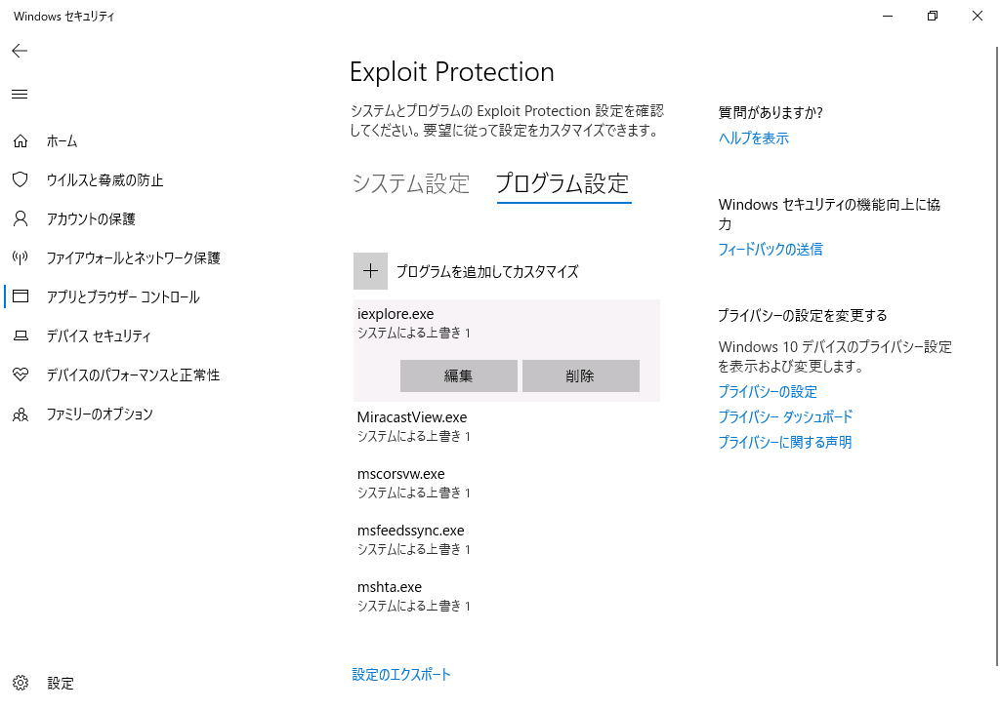 Windows セキュリティ
ホーム
ウイルスと脅威の防止
アカウントの保護
ファイアウォールとネットワーク保護
アプリとブラウザー コントロール
デバイス セキュリティ
デバイスのパフォーマンスと正常性
ファミリーのオプション
設定
Exploit Protection
システムとプログラムの Exploit Protection 設定を確認
してください。要望に従って設定をカスタマイズできます。
システム設定 プログラム設定
プログラムを追加してカスタマイズ
iexplore.exe
システムによる上書き 1
編集 削除
MiracastView.exe
システムによる上書き 1
mscorsvw.exe
システムによる上書き 1
msfeedssync.exe
システムによる上書き 1
mshta.exe
システムによる上書き 1
設定のエクスポート
質問がありますか?
ヘルプを表示
Windows セキュリティの機能向上に協
力
フィードバックの送信
プライバシーの設定を変更する
Windows 10 デバイスのプライバシー設定
を表示および変更します。
プライバシーの設定
プライバシー ダッシュボード
プライバシーに関する声明